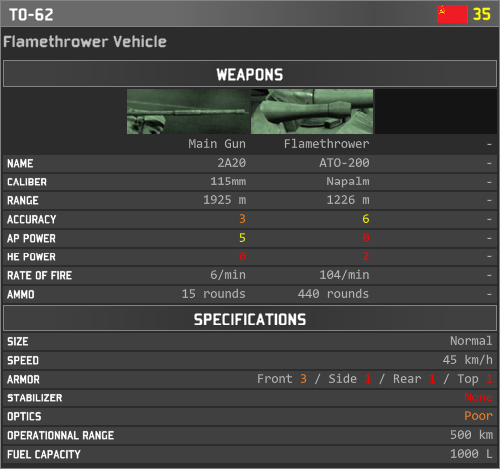 TO-62 35
Flamethrower Vehicle
WEAPONS
Main Gun Flamethrower -
NAME 2A20 ATO-200 -
CALIBER 115mm Napalm -
RANGE 1925 m 1226 m -
ACCURACY 3 6 -
AP POWER 5 0 -
HE POWER 0 2 -
RATE OF FIRE 6/min 104/min -
AMMO 15 rounds 440 rounds -
SPECIFICATIONS
SIZE Normal
SPEED 45 km/h
ARMOR Front 3 / Side 1 / Rear 1 / Top 1
STABILIZER None
OPTICS Poor
OPERATIONNAL RANGE 500 km
FUEL CAPACITY 1000 L